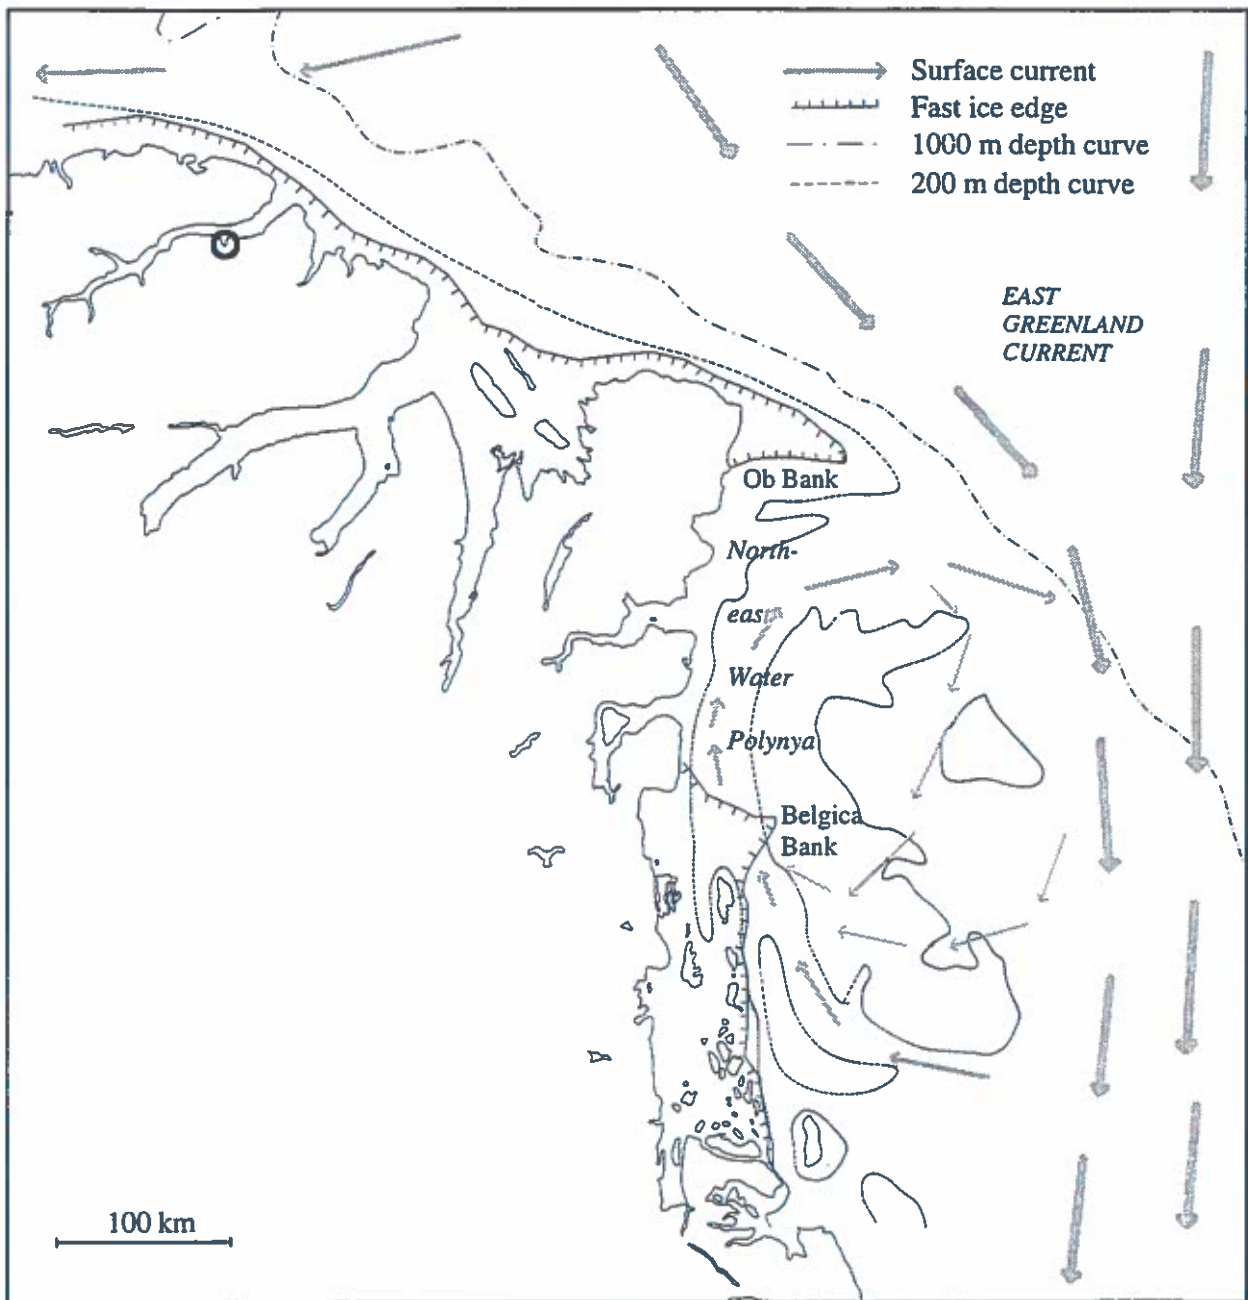 Surface current
Fast ice edge
1000 m depth curve
200 m depth curve
EAST
GREENLAND
CURRENT
Ob Bank
North-
east
Water
Polynya
Belgica
Bank
100 km